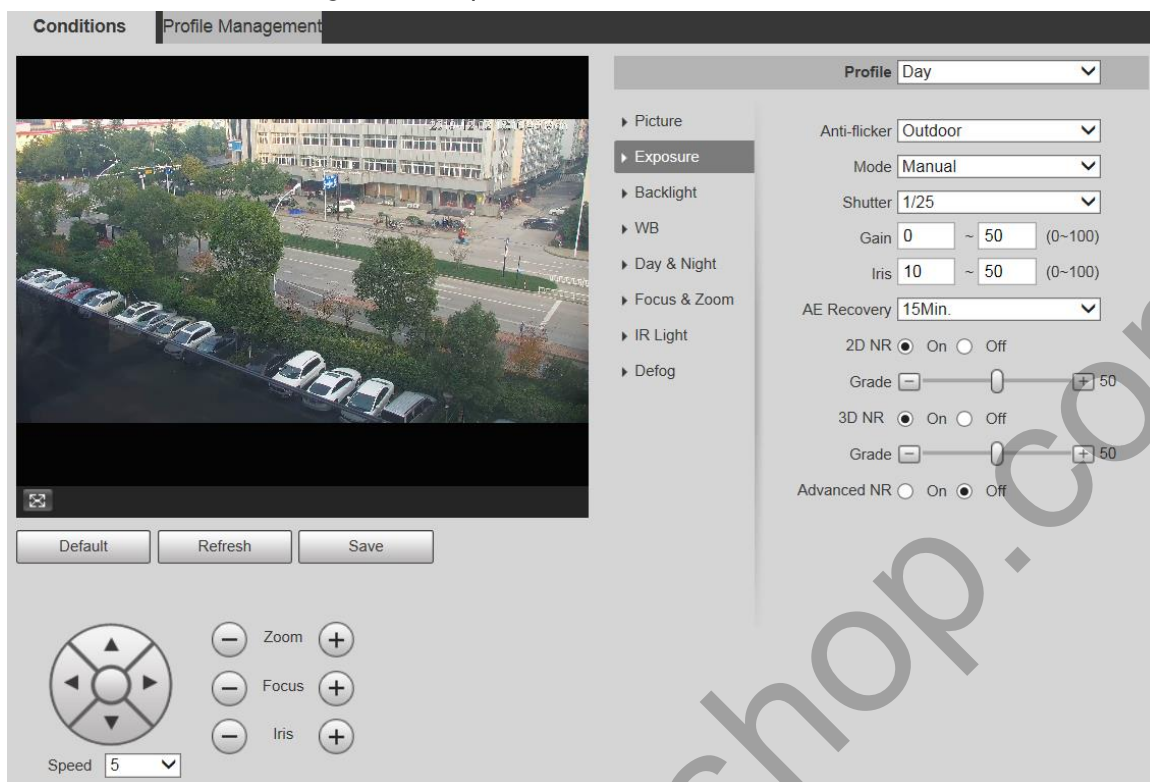 Conditions Profile Management
Profile Day
Picture
Exposure
Backlight
WB
Day & Night
Focus & Zoom
IR Light
Defog
Anti-flicker Outdoor
Mode Manual
Shutter 1/25
Gain 0 ~ 50 (0~100)
Iris 10 ~ 50 (0~100)
AE Recovery 15Min.
2D NR On Off
Grade - + 50
3D NR On Off
Grade - + 50
Advanced NR On Off
Default Refresh Save
- Zoom +
- Focus +
- Iris +
Speed 5
shop.co